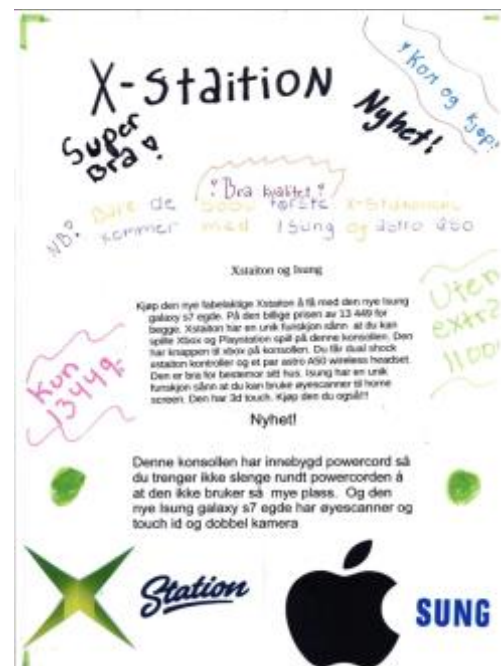 X-StaitioN
Kom og kjøp!
Nyhet!
Super
Bra
Bra kvalitet!
NB! Bare de 5000 første X-Staitionene
kommer med Isung og astro a50
Xstaiton og Isung
Kjøp den nye fabelaktige Xstaiton å få med den nye Isung
galaxy s7 egde. På den billige prisen av 13 449 for
begge. Xstaiton har en unik funskjon sånn at du kan
spille Xbox og Playstation spill på denne konsollen. Den
har knappen til xbox på konsollen. Du får dual shock
xstaiton kontroller og et par astro A50 wireless headset.
Den er bra for bestemor sitt hus. Isung har en unik
funskjon sånn at du kan bruke øyescanner til home
screen. Den har 3d touch. Kjøp den du også!!!
Kun
13449,-
Uten
extra
1100
Nyhet!
Denne konsollen har innebygd powercord så
du trenger ikke slenge rundt powercorden å
at den ikke bruker så mye plass. Og den
nye Isung galaxy s7 egde har øyescanner og
touch id og dobbel kamera
Station
SUNG